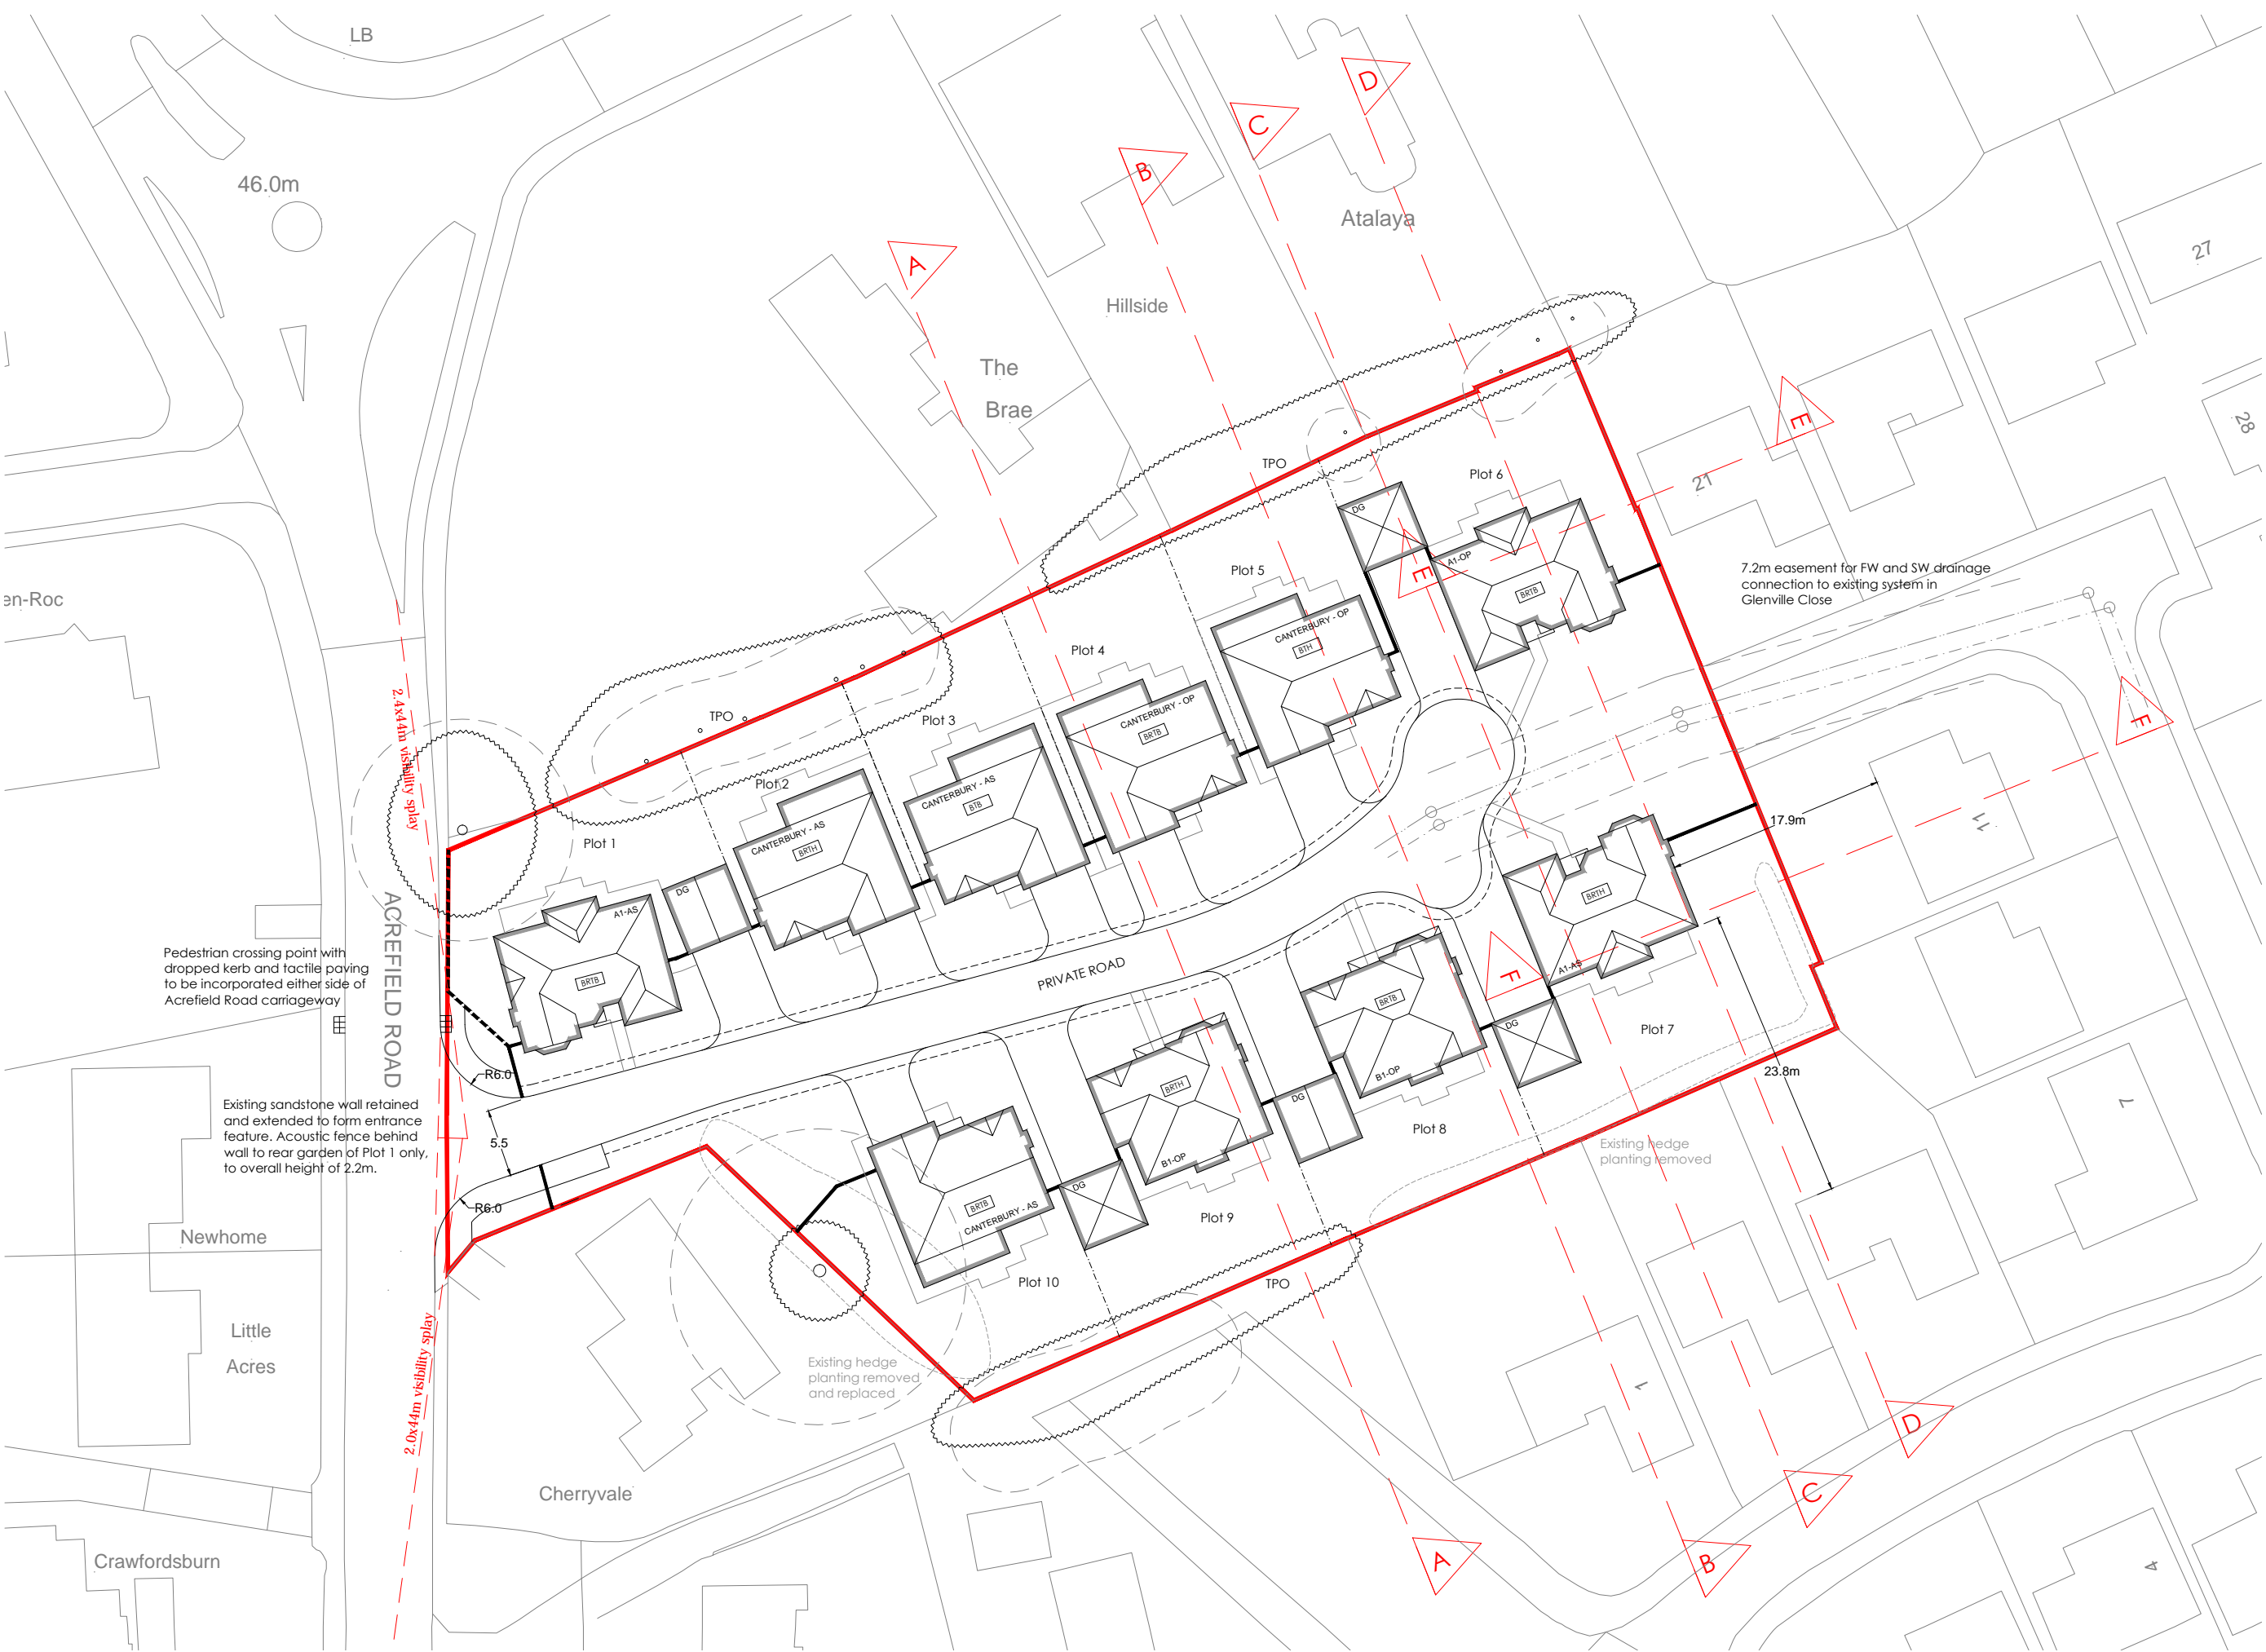 LB
D
C
B
46.0m
Atalaya
27
A
Hillside
The
Brae
28
E
TPO
Plot 6
21
DG
A1-OP
7.2m easement for FW and SW drainage
connection to existing system in
Glenville Close
Plot 5
E
BRTB
en-Roc
CANTERBURY - OP
BTH
Plot 4
2.4x44m visibility splay
TPO
Plot 3
CANTERBURY - OP
BRTB
F
Plot 2
CANTERBURY - AS
BTB
CANTERBURY - AS
BRTH
17.9m
11
Plot 1
DG
A1-AS
BRTH
ACREFIELD ROAD
Pedestrian crossing point with
dropped kerb and tactile paving
to be incorporated either side of
Acrefield Road carriageway
BRTB
PRIVATE ROAD
F
A1-AS
BRTB
DG
Plot 7
R6.0
BRTH
B1-OP
23.8m
Existing sandstone wall retained
and extended to form entrance
feature. Acoustic fence behind
wall to rear garden of Plot 1 only,
to overall height of 2.2m.
5.5
DG
Plot 8
7
Existing hedge
planting removed
B1-OP
DG
R6.0
BRTB
CANTERBURY - AS
Plot 9
Newhome
Plot 10
TPO
Little
Acres
2.0x44m visibility splay
Existing hedge
planting removed
and replaced
1
D
Cherryvale
C
A
B
Crawfordsburn
4